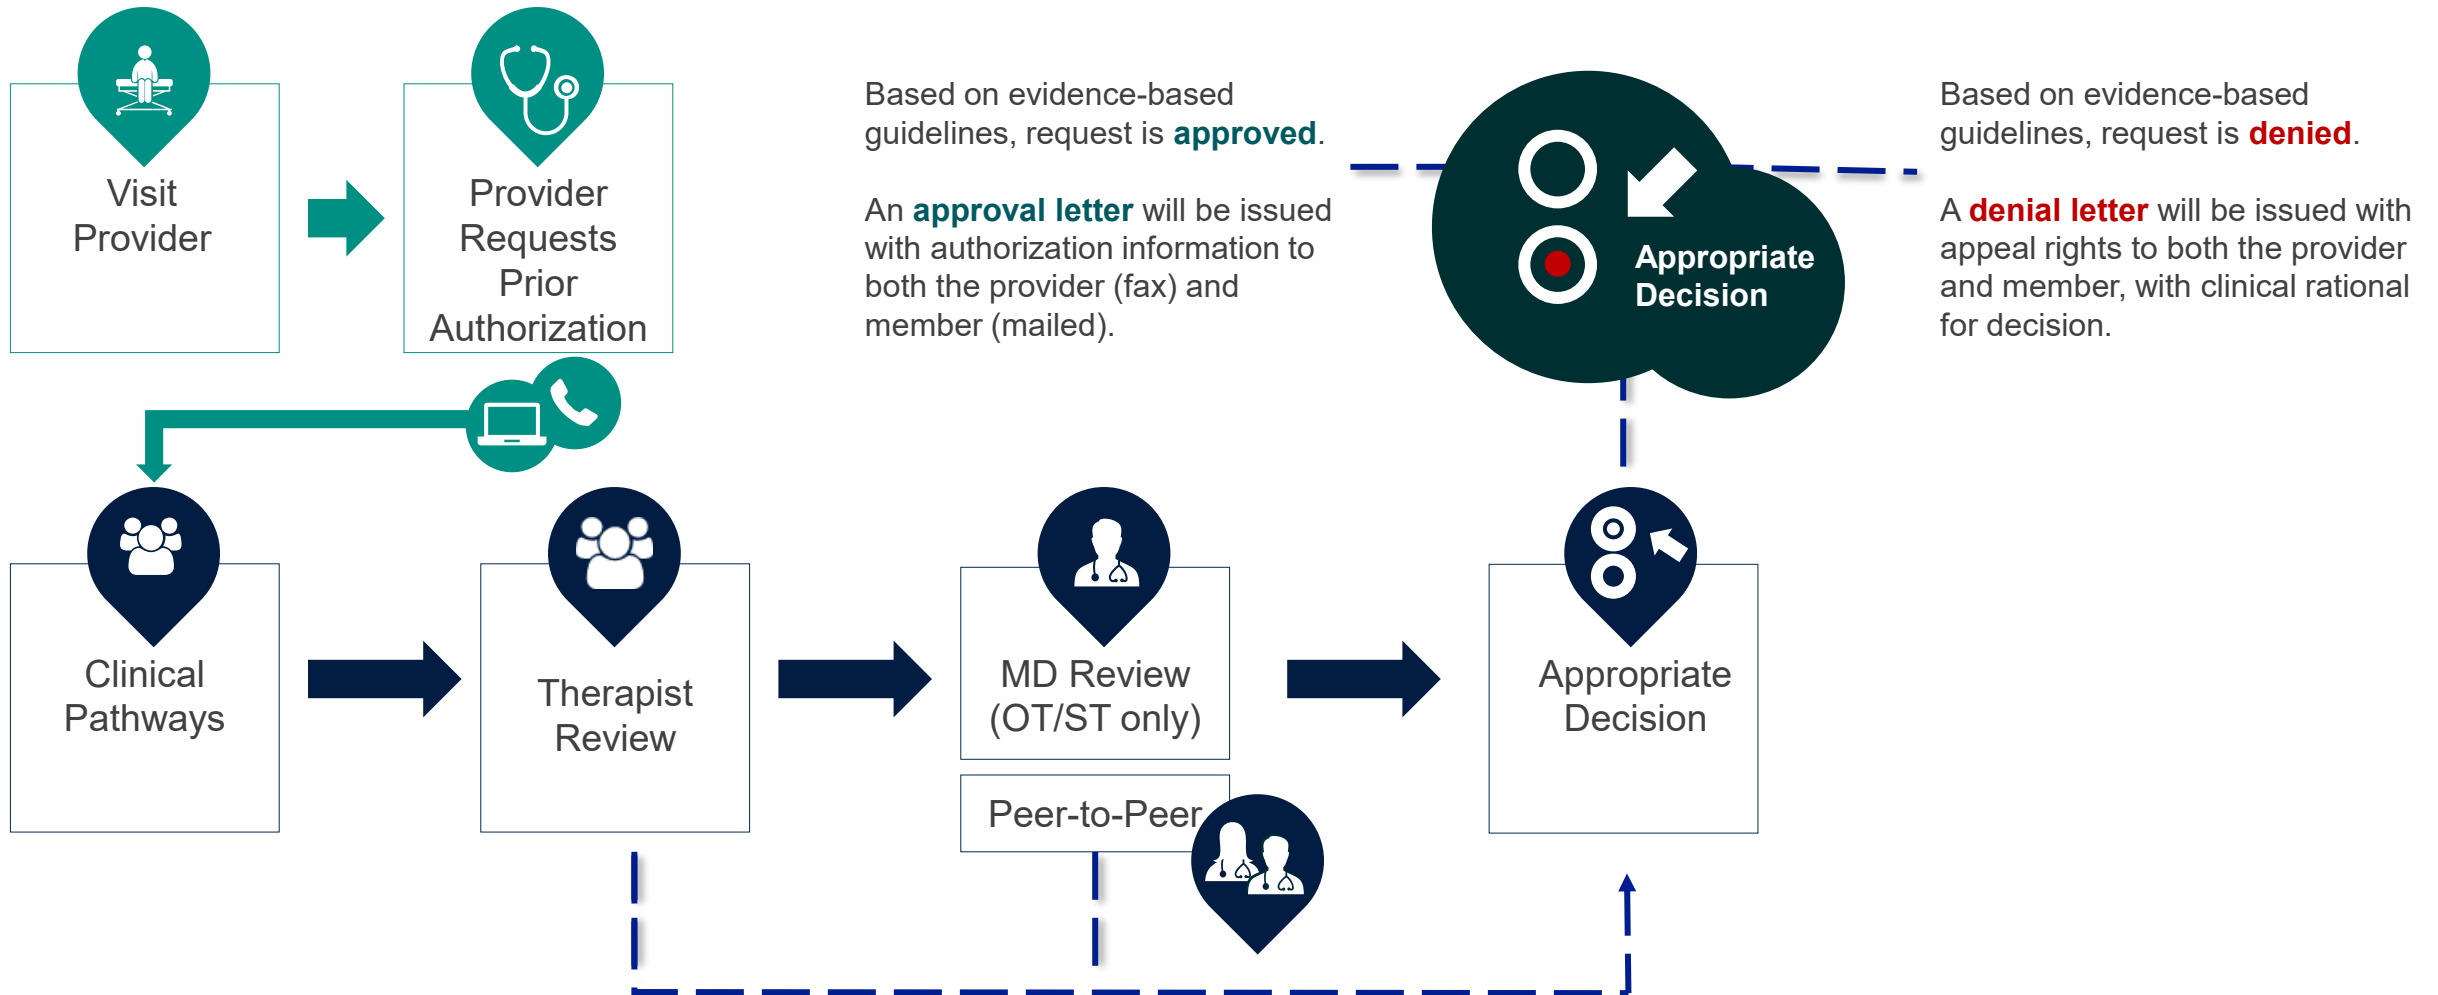 Visit
Provider
Provider
Requests
Prior
Authorization
Based on evidence-based
guidelines, request is approved.
An approval letter will be issued
with authorization information to
both the provider (fax) and
member (mailed).
Appropriate
Decision
Based on evidence-based
guidelines, request is denied.
A denial letter will be issued with
appeal rights to both the provider
and member, with clinical rational
for decision.
Clinical
Pathways
Therapist
Review
MD Review
(OT/ST only)
Peer-to-Peer
Appropriate
Decision